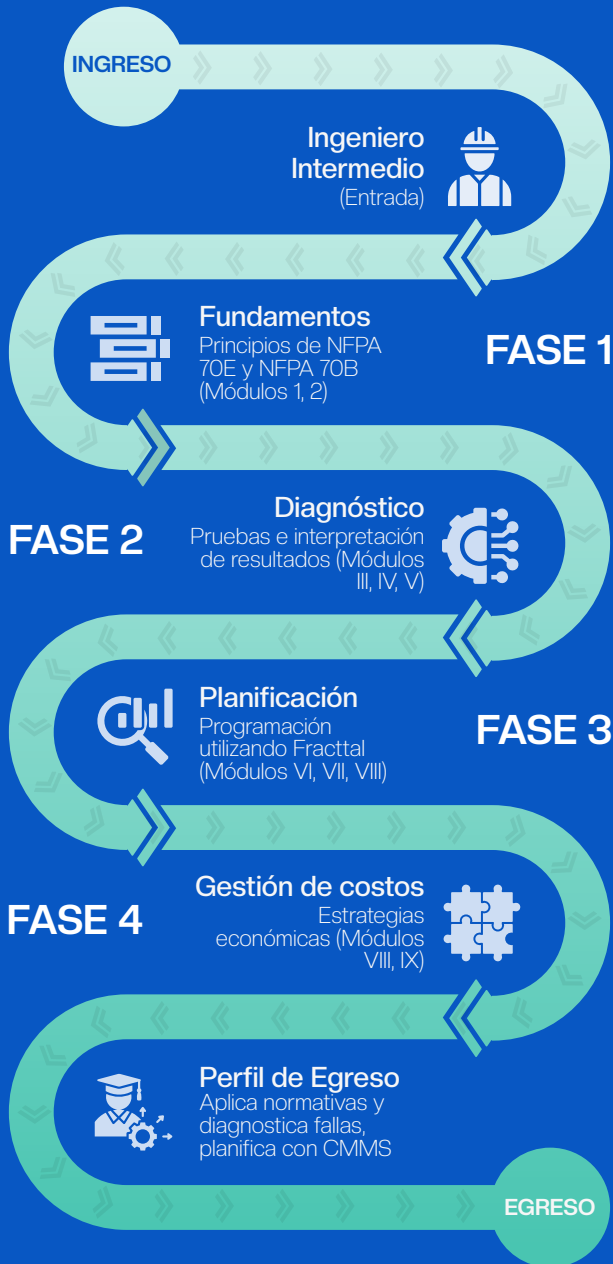 INGRESO
Ingeniero
Intermedio
(Entrada)
Fundamentos
Principios de NFPA
70E y NFPA 70B
(Módulos 1, 2)
FASE 1
Diagnóstico
Pruebas e interpretación
de resultados (Módulos
III, IV, V)
FASE 2
Planificación
Programación
utilizando Fracttal
(Módulos VI, VII, VIII)
FASE 3
Gestión de costos
Estrategias
económicas (Módulos
VIII, IX)
FASE 4
Perfil de Egreso
Aplica normativas y
diagnostica fallas,
planifica con CMMS
EGRESO